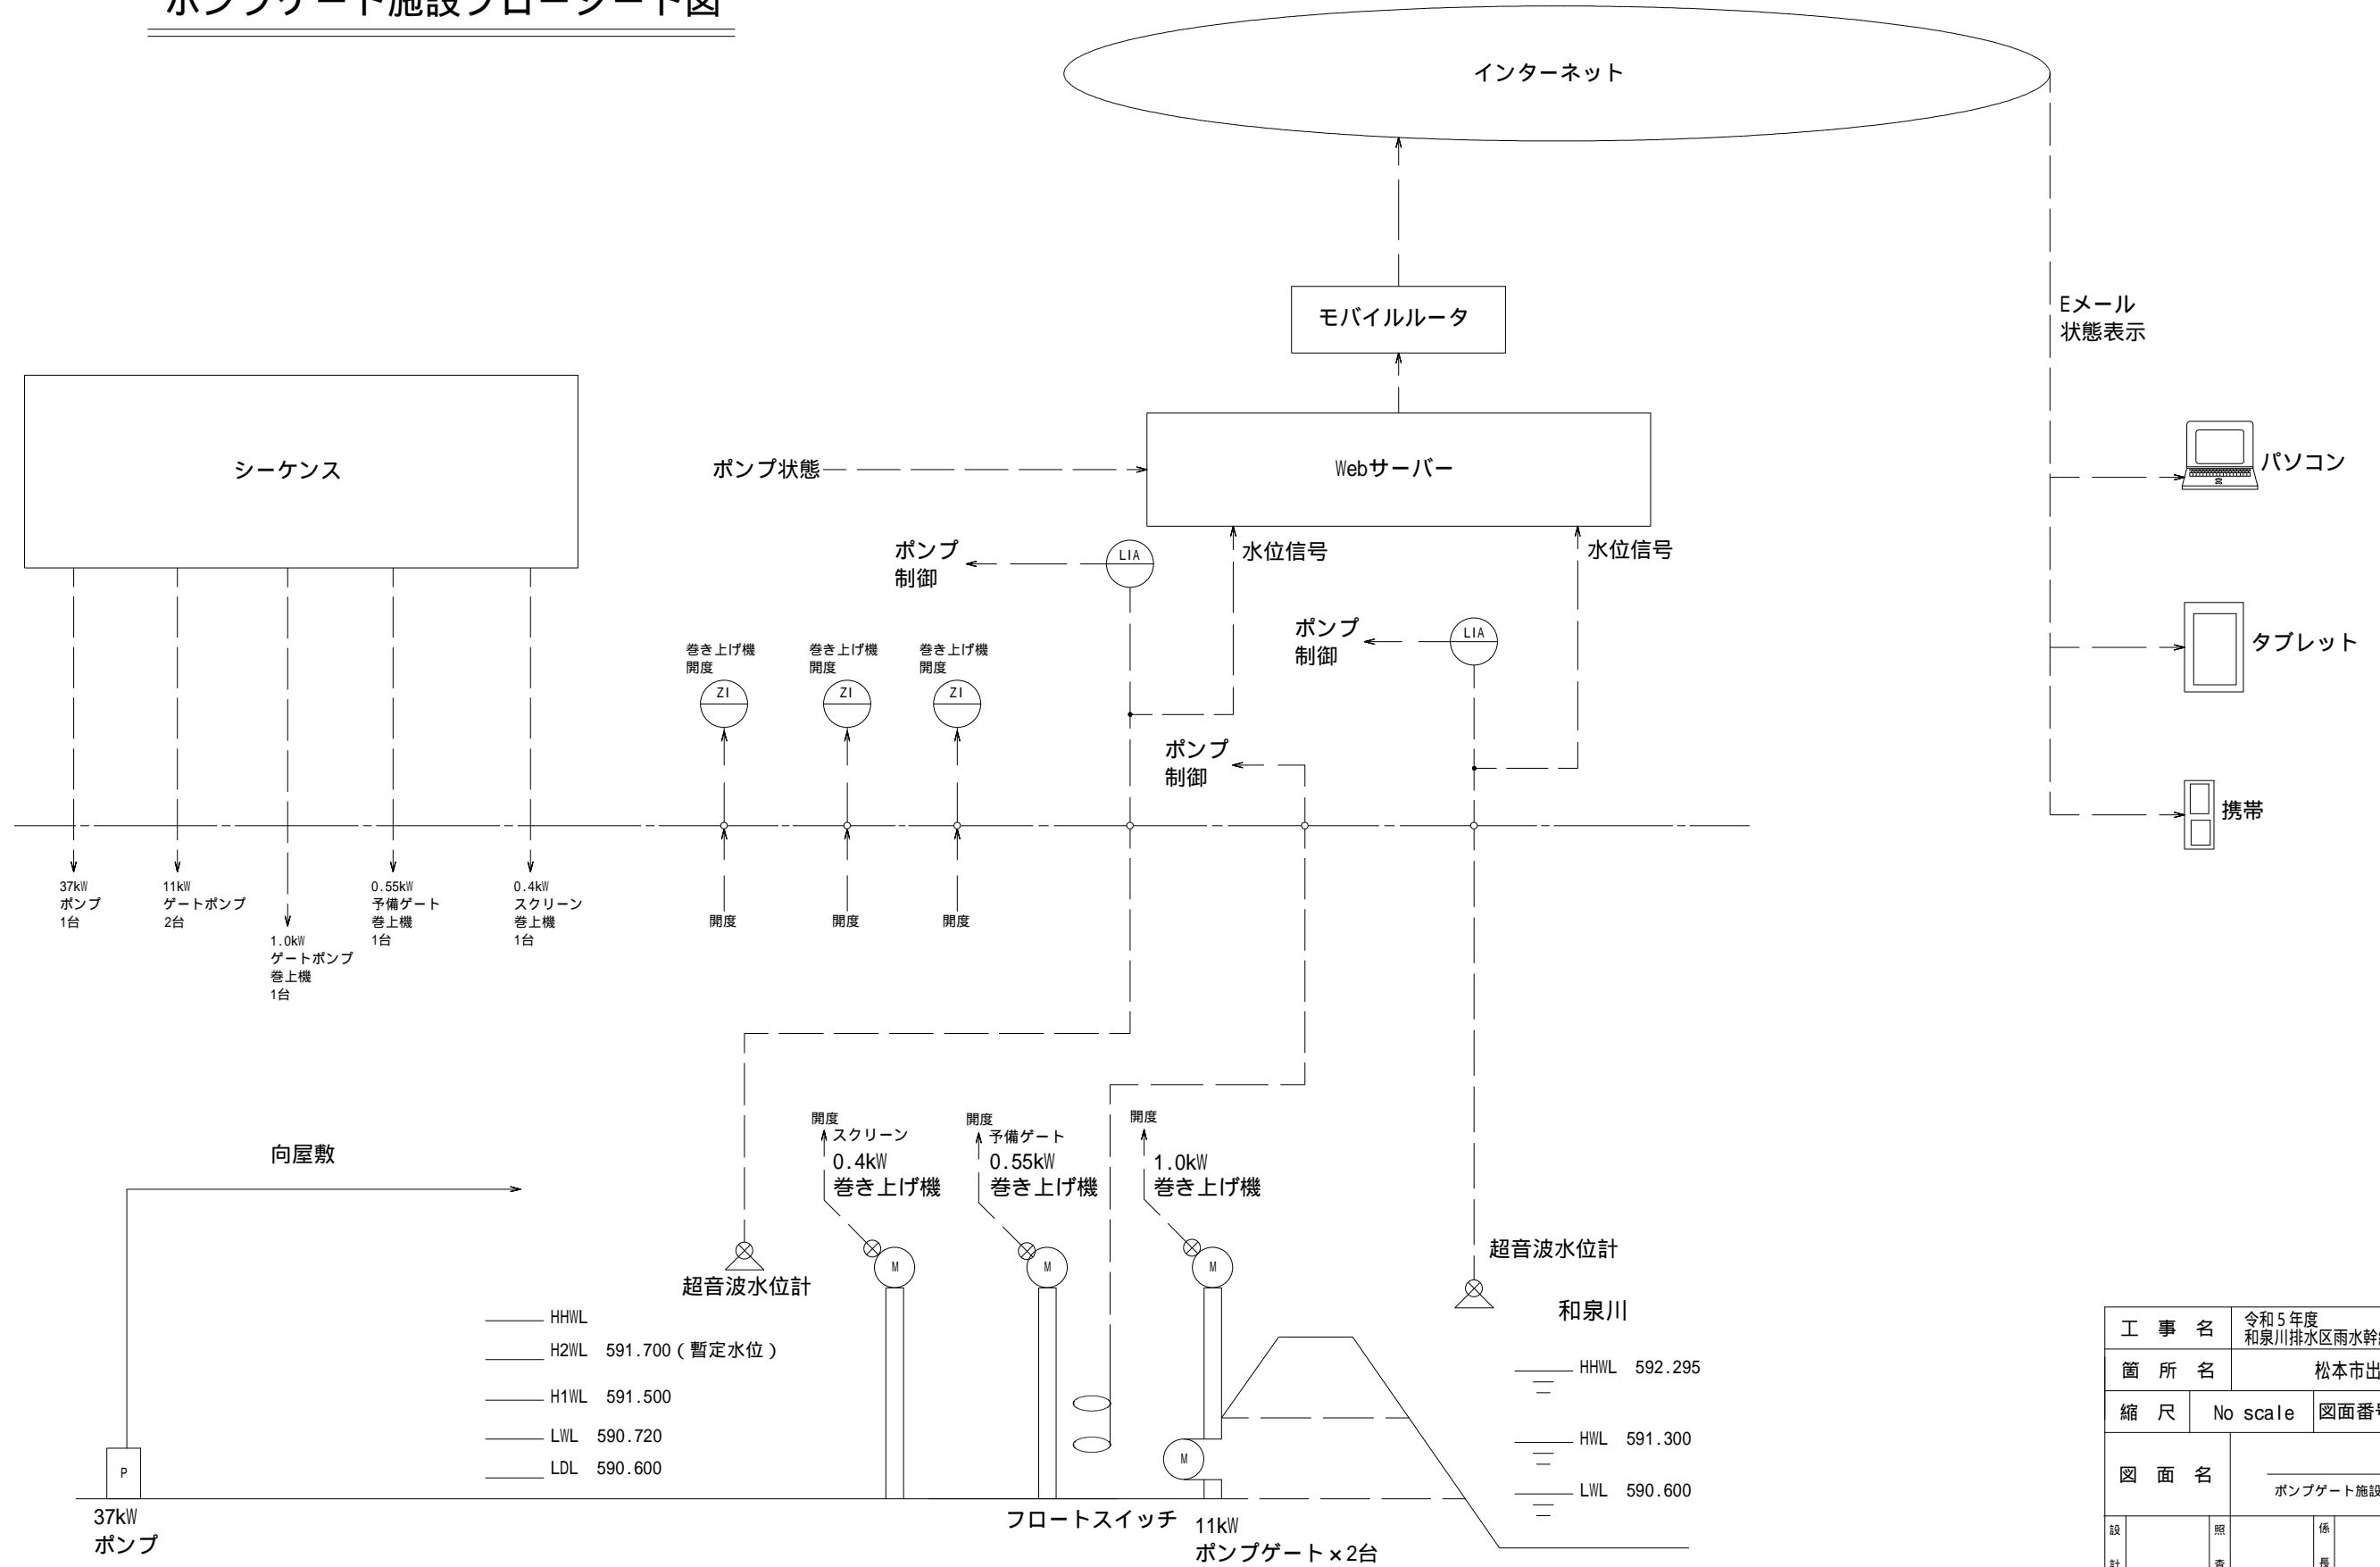 ポンプゲート施設フローシート図
インターネット
モバイルルータ
Eメール
状態表示
シーケンス
ポンプ状態
Webサーバー
パソコン
ポンプ
制御
LIA
水位信号
水位信号
ポンプ
制御
LIA
タブレット
巻き上げ機
開度
ZI
巻き上げ機
開度
ZI
巻き上げ機
開度
ZI
ポンプ
制御
携帯
37kW
ポンプ
1台
11kW
ゲートポンプ
2台
1.0kW
ゲートポンプ
巻上機
1台
0.55kW
予備ゲート
巻上機
1台
0.4kW
スクリーン
巻上機
1台
開度
開度
開度
向屋敷
開度
スクリーン
0.4kW
巻き上げ機
開度
予備ゲート
0.55kW
巻き上げ機
開度
1.0kW
巻き上げ機
超音波水位計
超音波水位計
M
M
M
和泉川
HHWL
H2WL 591.700(暫定水位)
H1WL 591.500
LWL 590.720
LDL 590.600
HHWL 592.295
HWL 591.300
LWL 590.600
P
M
37kW
ポンプ
フロートスイッチ
11kW
ポンプゲート×2台
工事名
令和5年度
和泉川排水区雨水幹
箇所名
松本市出
縮尺
No scale
図面番号
図面名
ポンプゲート施設
設計
照査
係長